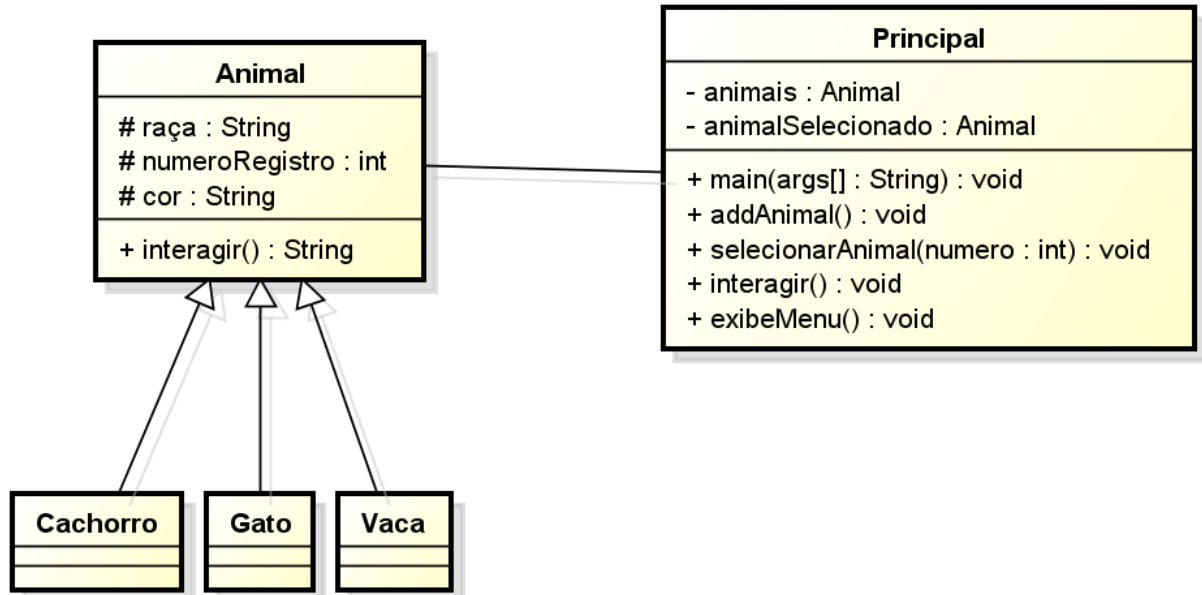 Animal
# raça : String
# numeroRegistro : int
# cor : String
+ interagir() : String
Principal
- animais : Animal
- animalSelecionado : Animal
+ main(args[] : String) : void
+ addAnimal() : void
+ selecionarAnimal(numero : int) : void
+ interagir() : void
+ exibeMenu() : void
Cachorro
Gato
Vaca